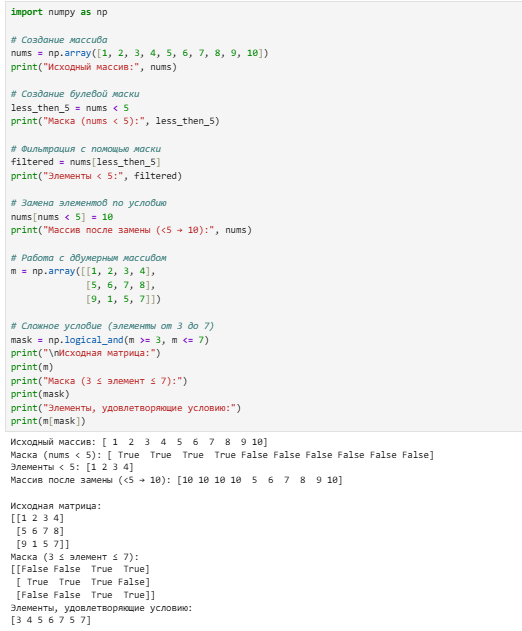 import numpy as np

# Создание массива
nums = np.array([1, 2, 3, 4, 5, 6, 7, 8, 9, 10])
print("Исходный массив:", nums)

# Создание булевой маски
less_then_5 = nums < 5
print("Маска (nums < 5):", less_then_5)

# Фильтрация с помощью маски
filtered = nums[less_then_5]
print("Элементы < 5:", filtered)

# Замена элементов по условию
nums[nums < 5] = 10
print("Массив после замены (<5 → 10):", nums)

# Работа с двумерным массивом
m = np.array([[1, 2, 3, 4],
              [5, 6, 7, 8],
              [9, 1, 5, 7]])

# Сложное условие (элементы от 3 до 7)
mask = np.logical_and(m >= 3, m <= 7)
print("\nИсходная матрица:")
print(m)
print("Маска (3 ≤ элемент ≤ 7):")
print(mask)
print("Элементы, удовлетворяющие условию:")
print(m[mask])
Исходный массив: [ 1  2  3  4  5  6  7  8  9 10]
Маска (nums < 5): [ True  True  True  True False False False False False False]
Элементы < 5: [1 2 3 4]
Массив после замены (<5 → 10): [10 10 10 10  5  6  7  8  9 10]

Исходная матрица:
[[1 2 3 4]
 [5 6 7 8]
 [9 1 5 7]]
Маска (3 ≤ элемент ≤ 7):
[[False False  True  True]
 [ True  True  True False]
 [False False  True  True]]
Элементы, удовлетворяющие условию:
[3 4 5 6 7 5 7]